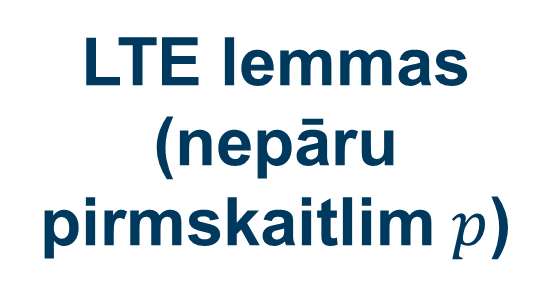 LTE lemmas
(nepāru
pirmskaitlim p)